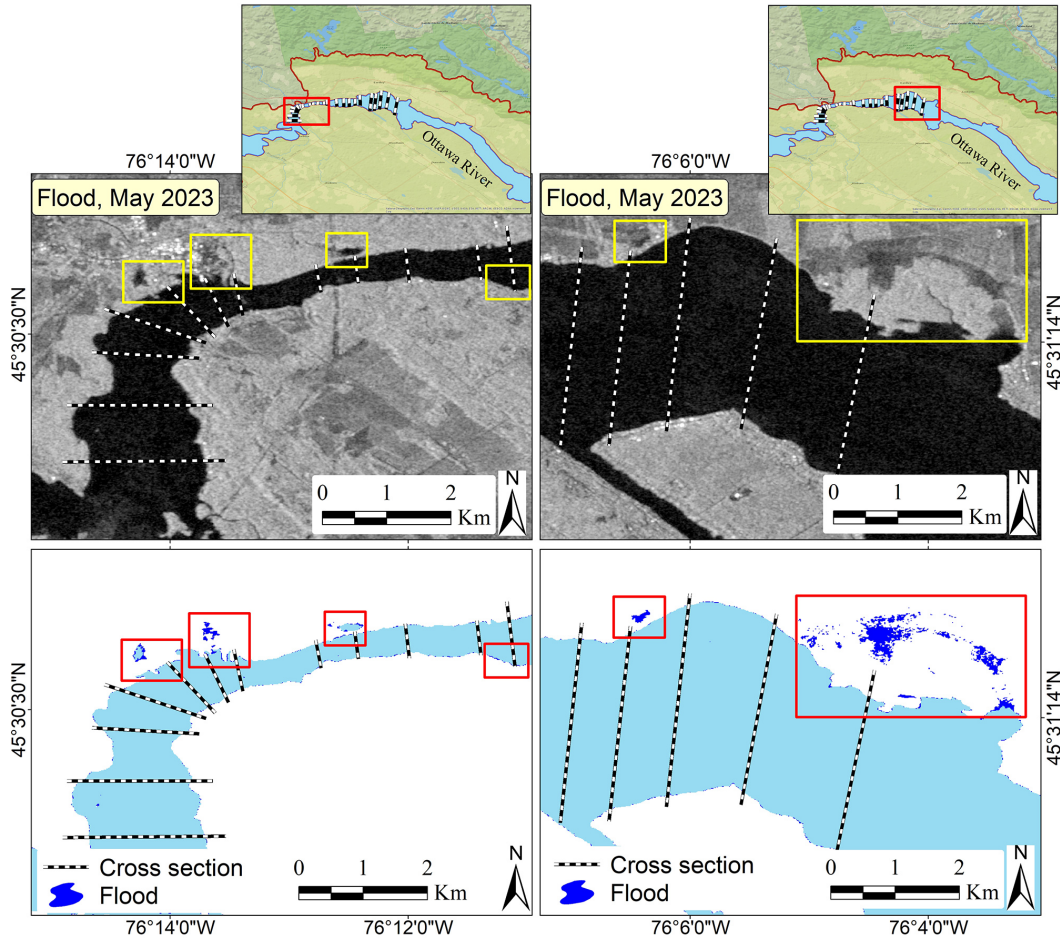 Ottawa River
Ottawa River
76°14'0"W
76°6'0"W
Flood, May 2023
Flood, May 2023
45°30'30"N
45°31'14"N
0 1 2
Km
N
0 1 2
Km
N
45°30'30"N
45°31'14"N
Cross section
Flood
0 1 2
Km
N
Cross section
Flood
0 1 2
Km
N
76°14'0"W
76°12'0"W
76°6'0"W
76°4'0"W